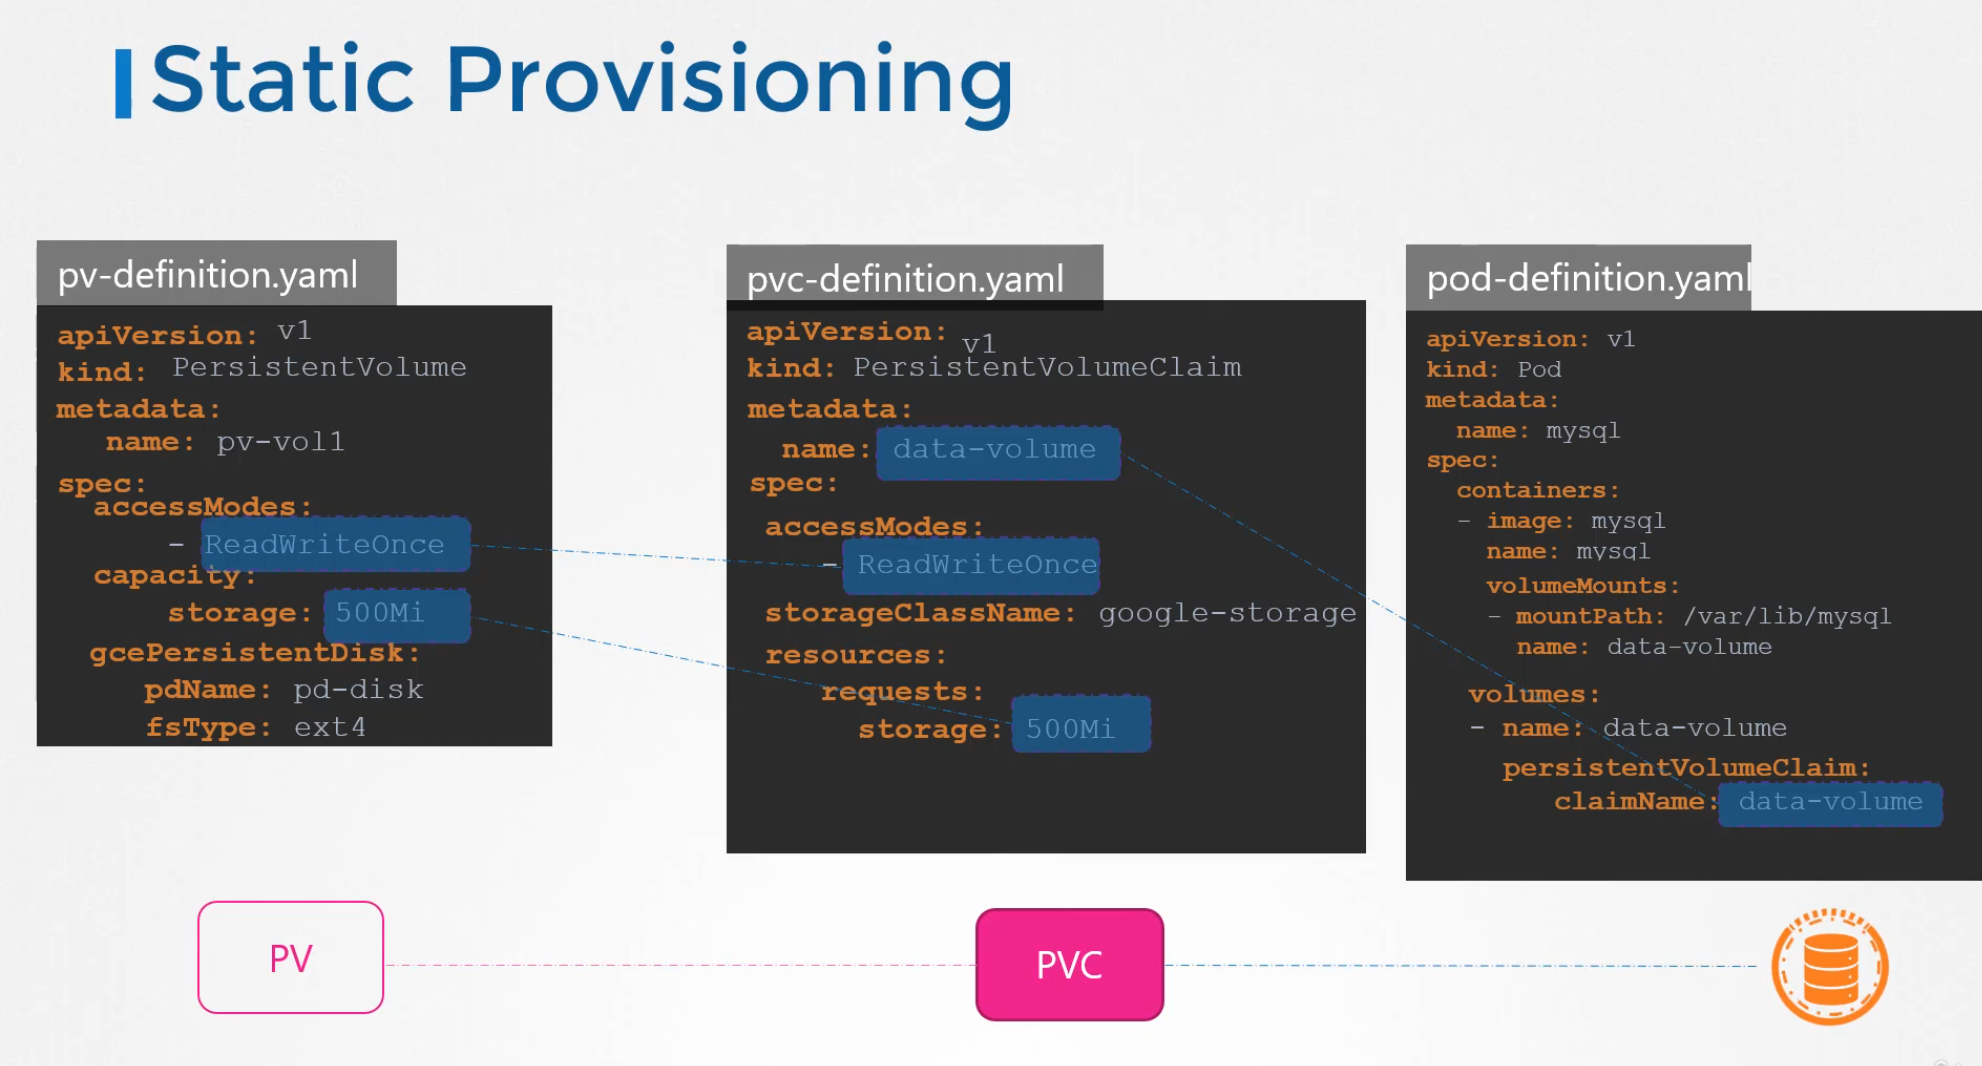 Static Provisioning
pv-definition.yaml
apiVersion: v1
kind: PersistentVolume
metadata:
name: pv-vol1
spec:
accessModes:
- ReadWriteOnce
capacity:
storage: 500Mi
gcePersistentDisk:
pdName: pd-disk
fsType: ext4
pvc-definition.yaml
apiVersion: v1
kind: PersistentVolumeClaim
metadata:
name: data-volume
spec:
accessModes:
- ReadWriteOnce
storageClassName: google-storage
resources:
requests:
storage: 500Mi
pod-definition.yaml
apiVersion: v1
kind: Pod
metadata:
name: mysql
spec:
containers:
- image: mysql
name: mysql
volumeMounts:
- mountPath: /var/lib/mysql
name: data-volume
volumes:
- name: data-volume
persistentVolumeClaim:
claimName: data-volume
PV
PVC